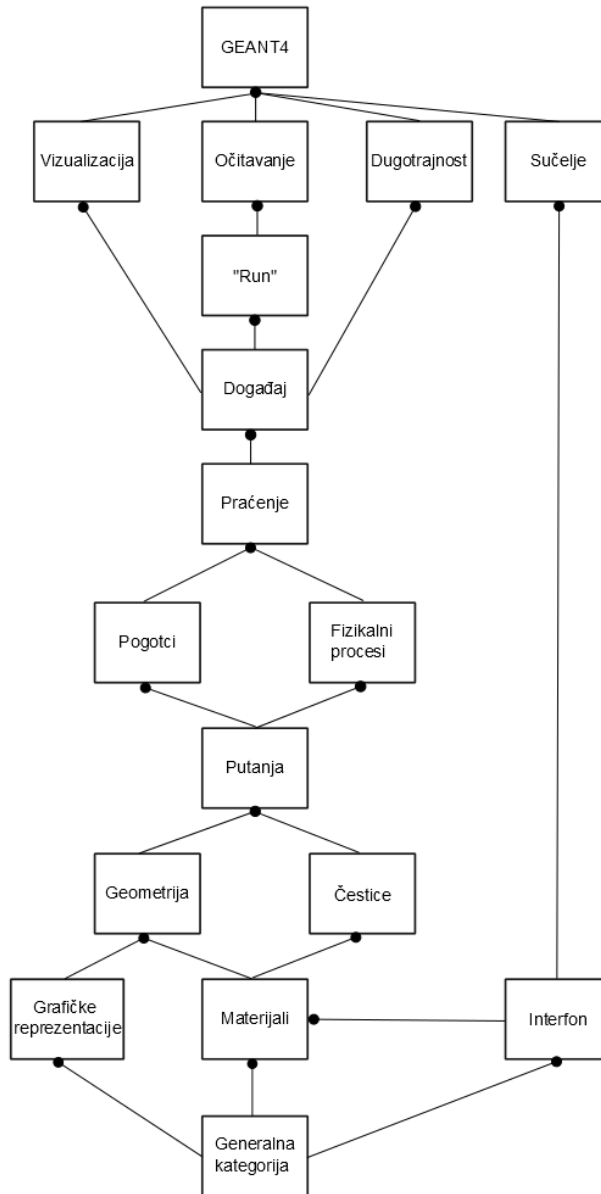 GEANT4
Vizualizacija
Očitavanje
Dugotrajnost
Sučelje
"Run"
Događaj
Praćenje
Pogotci
Fizikalni
procesi
Putanja
Geometrija
Čestice
Grafičke
reprezentacije
Materijali
Interfon
Generalna
kategorija